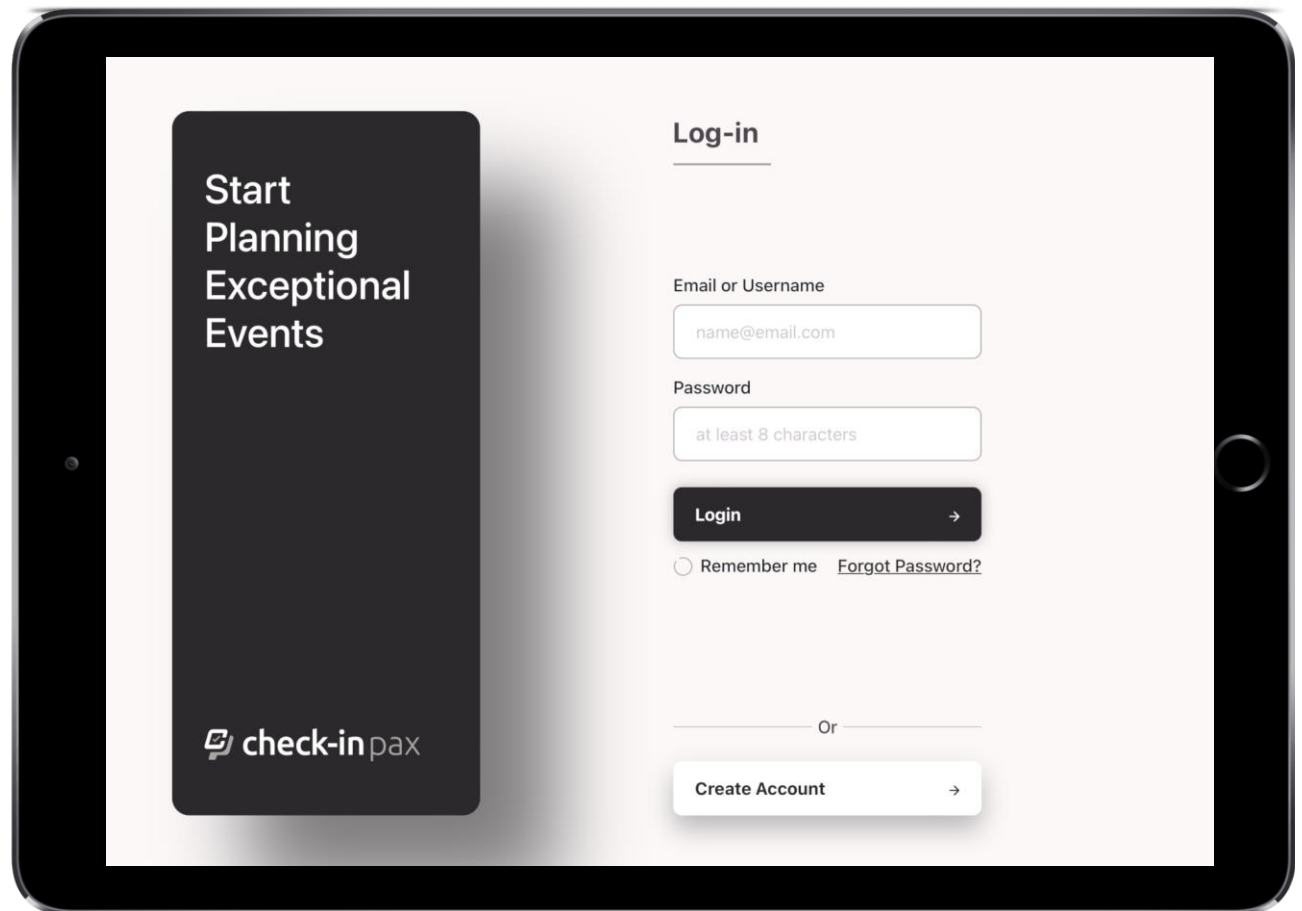 Start
Planning
Exceptional
Events
check-in pax
Log-in
Email or Username
name@email.com
Password
at least 8 characters
Login →
Remember me Forgot Password?
Or
Create Account →